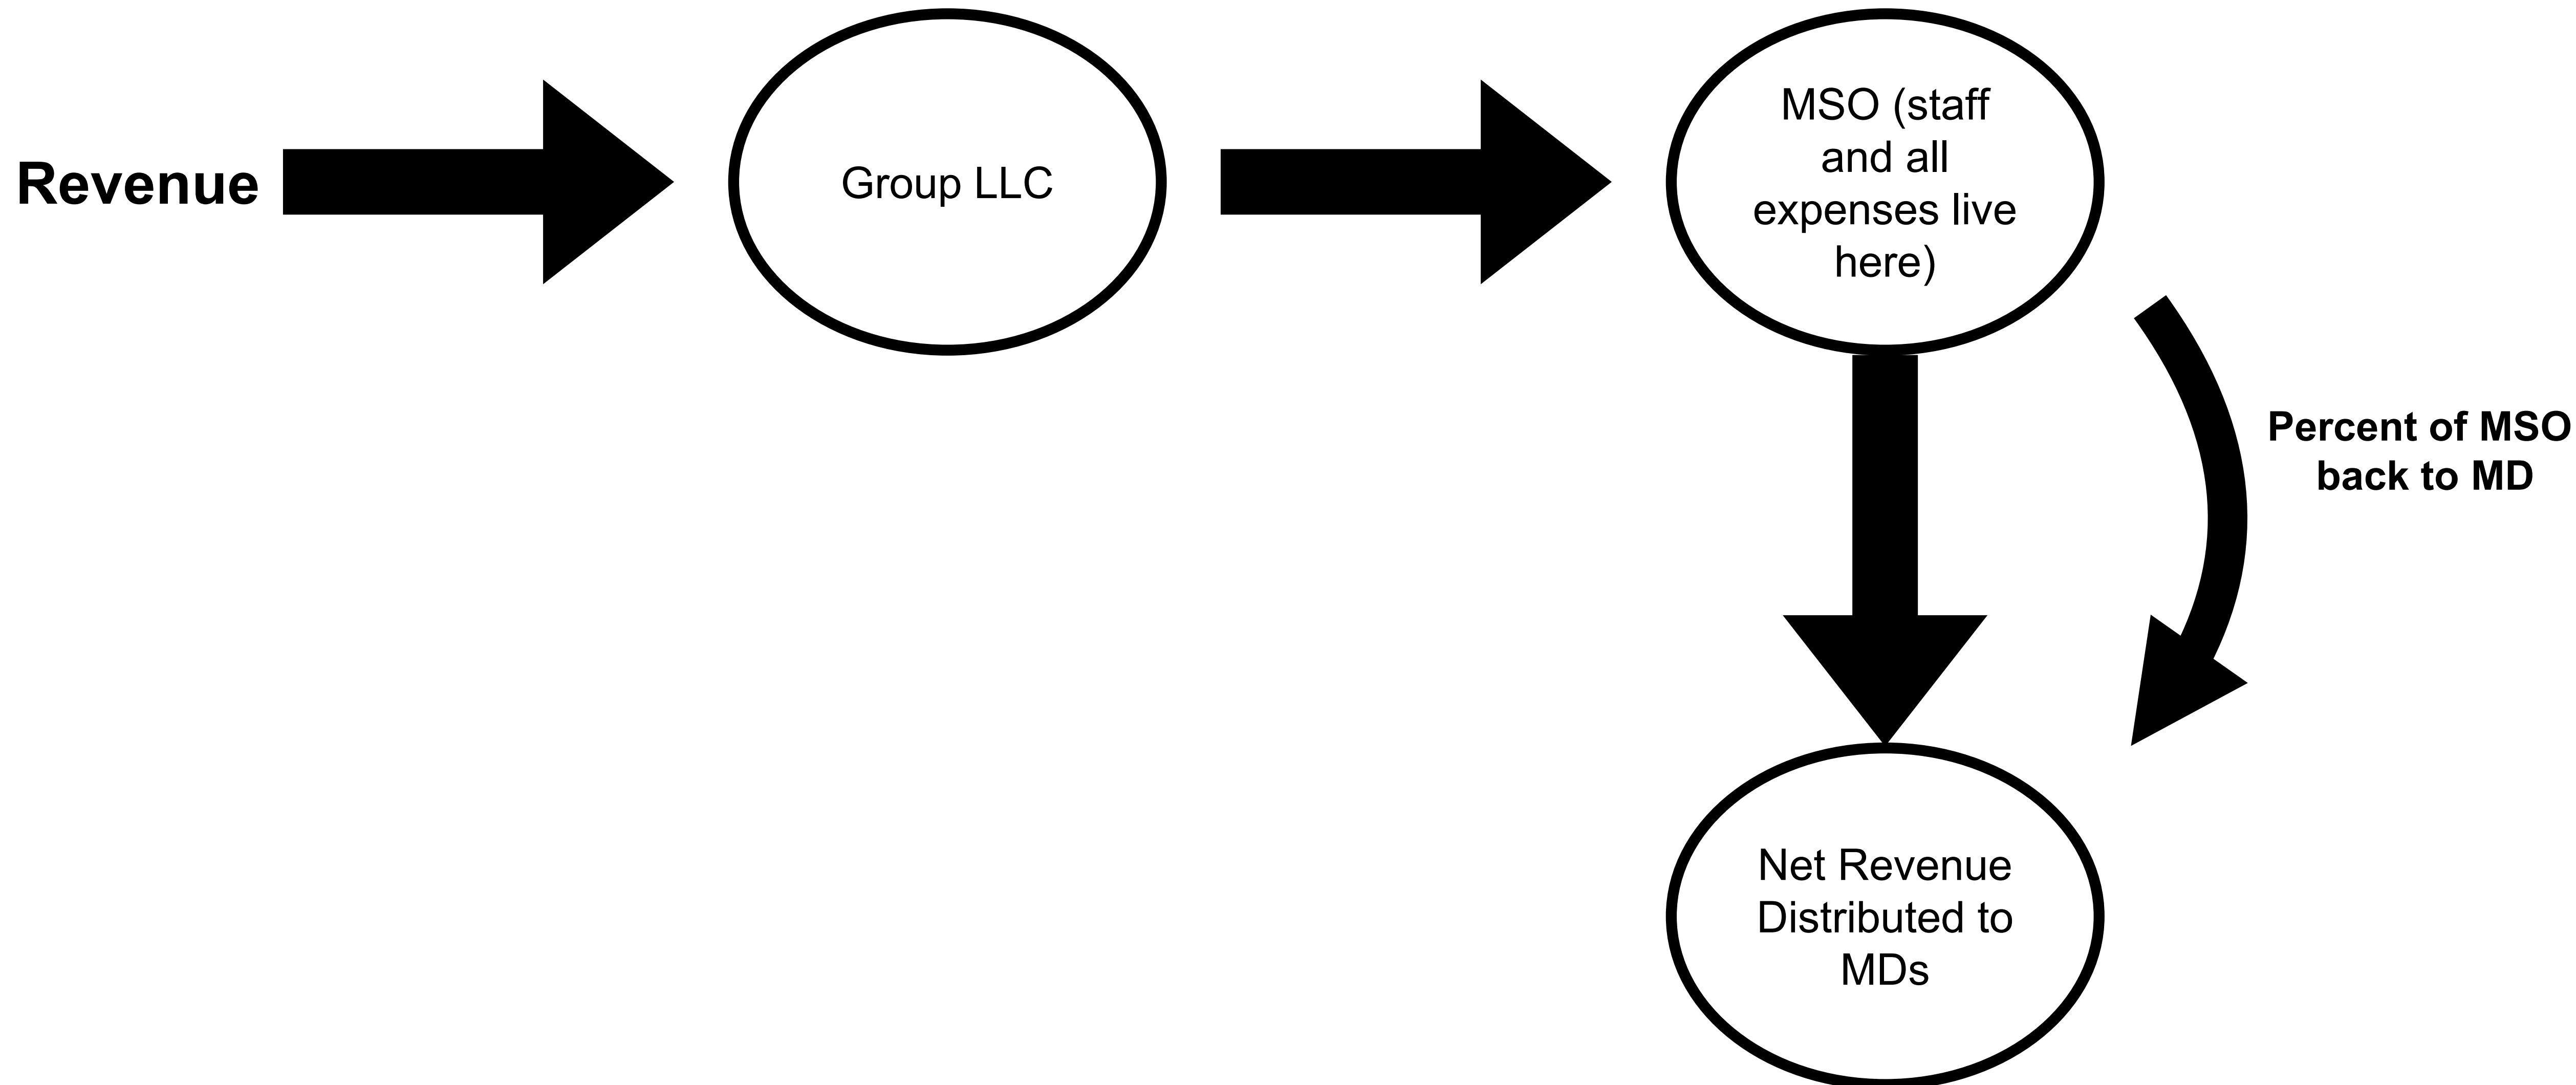 Revenue
Group LLC
MSO (staff
and all
expenses live
here)
Percent of MSO
back to MD
Net Revenue
Distributed to
MDs